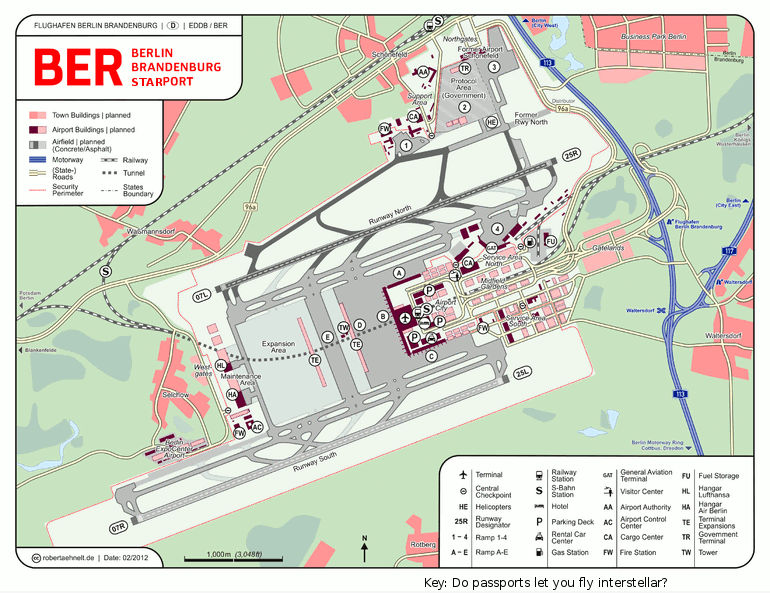 FLUGHAFEN BERLIN BRANDENBURG | D | EDDB / BER
BER BERLIN
BRANDENBURG
STARPORT
Town Buildings | planned
Airport Buildings | planned
Airfield | planned
(Concrete/Asphalt)
Motorway
Railway
(State-)
Roads
Tunnel
Security
Perimeter
States
Boundary
S
Northgates
Schönefeld
Former Airport
Schönefeld
AA
TR
3
Protocol
Area
(Government)
Support
Area
2
CA
FW
HE
1
Former
Rwy North
Berlin
(City West)
113
Business Park Berlin
Berlin
Brandenburg
Distributor
96a
Berlin
Königs
Wusterhausen
25R
Runway North
96a
Waßmannsdorf
S
Potsdam
Berlin
07L
Blankenfelde
4
GAT
FU
CA
Service Area
North
Midfield
Gardens
Gatelands
Berlin
(City East)
Flughafen
Berlin Brandenburg
117
Waltersdorf
Waltersdorf
Waltersdorf
A
P
Airport
City
S
B
P
P
C
D
TW
E
TE
TE
FW
Service Area
South
Expansion
Area
West-
gates
HL
Maintenance
Area
HA
FW
AC
Selchow
Berlin
ExpoCenter
Airport
25L
113
Runway South
07R
Berlin Motorway Ring
Cottbus, Dresden
Rotberg
cc robertaehnelt.de | Date: 02/2012
1,000m (3,048ft)
N
Terminal
Central
Checkpoint
HE Helicopters
25R Runway
Designator
1 – 4 Ramp 1-4
A – E Ramp A-E
Railway
Station
S S-Bahn
Station
Hotel
P Parking Deck
Rental Car
Center
Gas Station
GAT General Aviation
Terminal
Visitor Center
AA Airport Authority
AC Airport Control
Center
CA Cargo Center
FW Fire Station
FU Fuel Storage
HL Hangar
Lufthansa
HA Hangar
Air Berlin
TE Terminal
Expansions
TR Government
Terminal
TW Tower
Key: Do passports let you fly interstellar?